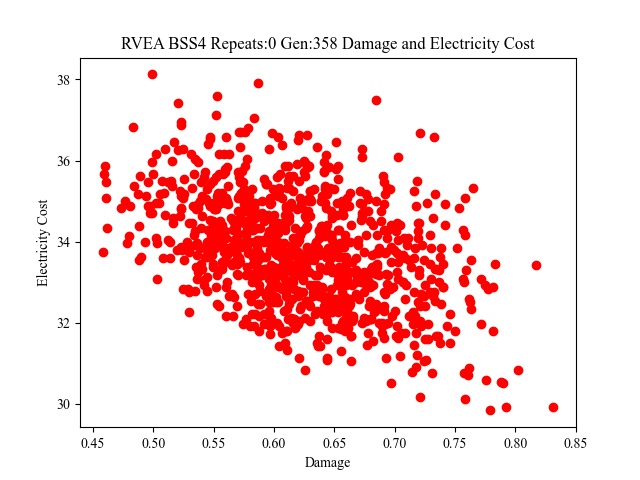 RVEA BSS4 Repeats:0 Gen:358 Damage and Electricity Cost
38
36
34
32
30
Electricity Cost
0.45 0.50 0.55 0.60 0.65 0.70 0.75 0.80 0.85
Damage